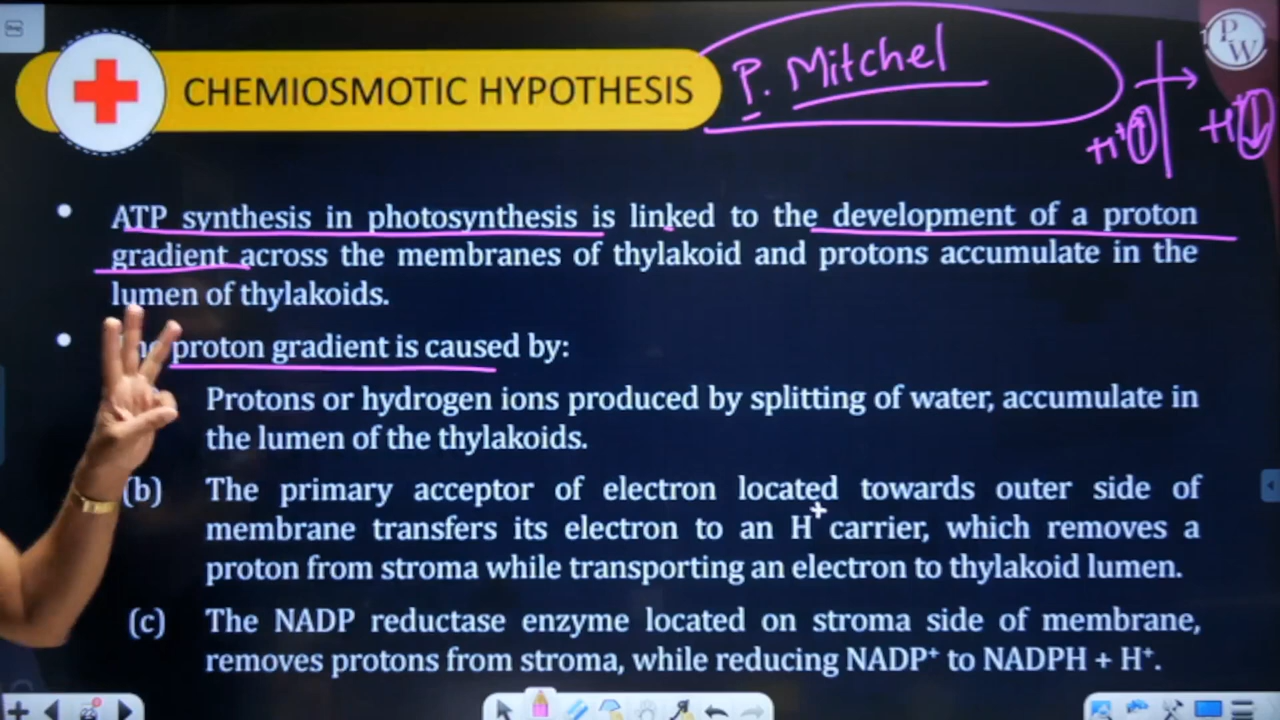 CHEMIOSMOTIC HYPOTHESIS
P. Mitchel
P
W
H⁺↑
H⁺↓
• ATP synthesis in photosynthesis is linked to the development of a proton
gradient across the membranes of thylakoid and protons accumulate in the
lumen of thylakoids.
• proton gradient is caused by:
Protons or hydrogen ions produced by splitting of water, accumulate in
the lumen of the thylakoids.
(b) The primary acceptor of electron located towards outer side of
membrane transfers its electron to an H⁺ carrier, which removes a
proton from stroma while transporting an electron to thylakoid lumen.
(c) The NADP reductase enzyme located on stroma side of membrane,
removes protons from stroma, while reducing NADP⁺ to NADPH + H⁺.